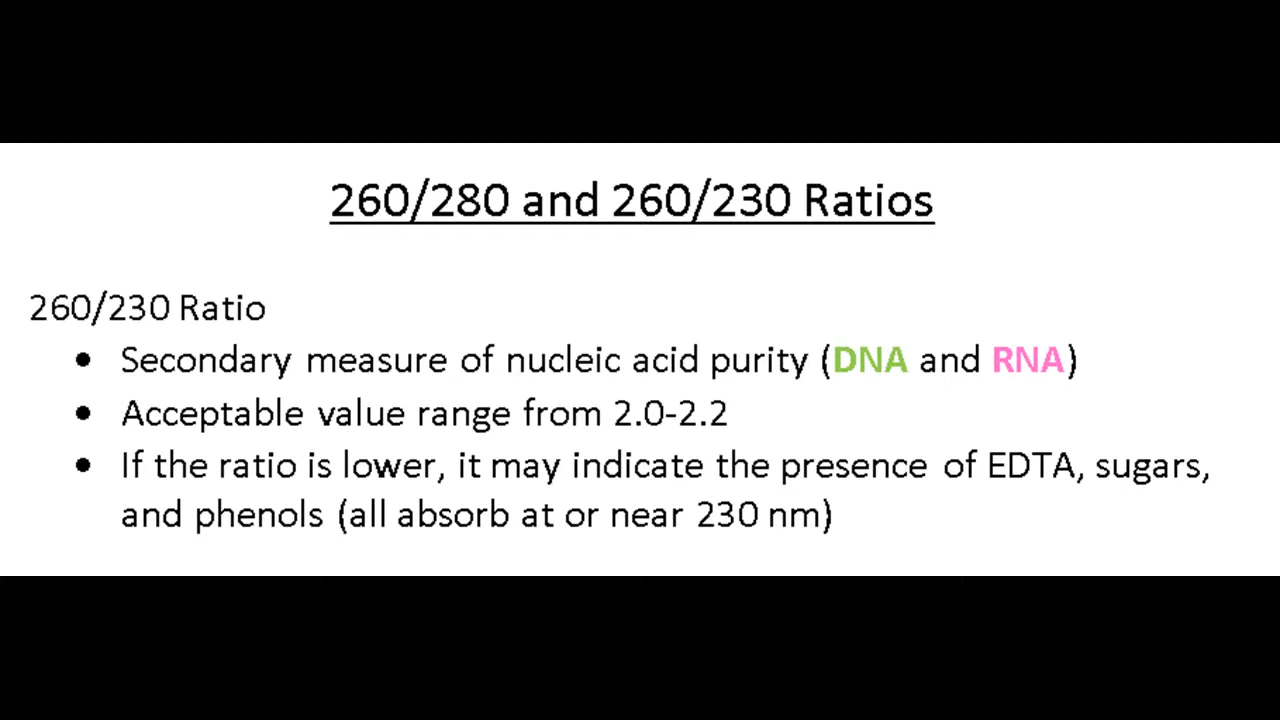 260/280 and 260/230 Ratios
260/230 Ratio
• Secondary measure of nucleic acid purity (DNA and RNA)
• Acceptable value range from 2.0-2.2
• If the ratio is lower, it may indicate the presence of EDTA, sugars,
and phenols (all absorb at or near 230 nm)